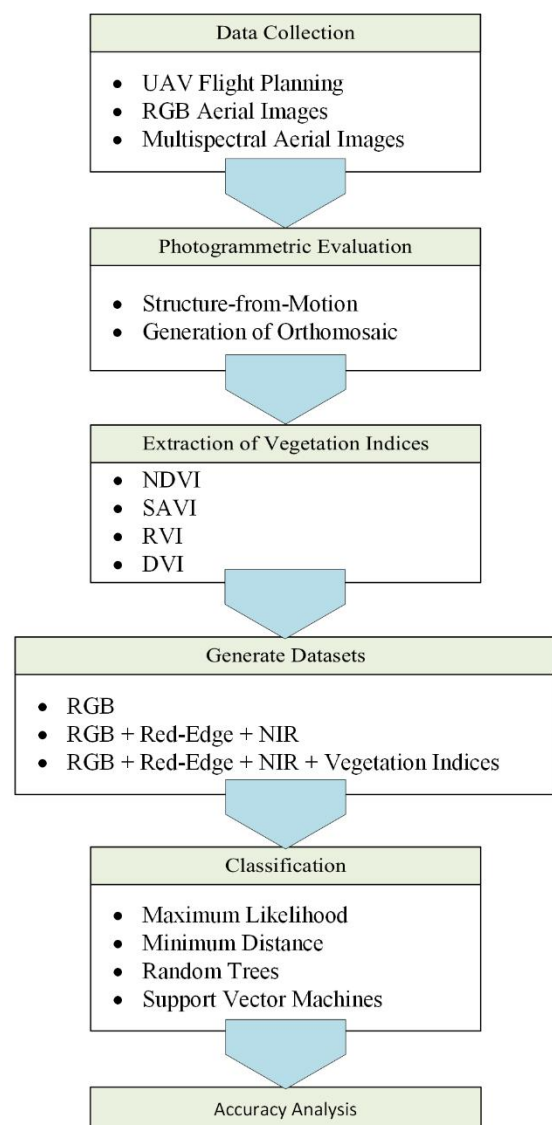 Data Collection
• UAV Flight Planning
• RGB Aerial Images
• Multispectral Aerial Images
Photogrammetric Evaluation
• Structure-from-Motion
• Generation of Orthomosaic
Extraction of Vegetation Indices
• NDVI
• SAVI
• RVI
• DVI
Generate Datasets
• RGB
• RGB + Red-Edge + NIR
• RGB + Red-Edge + NIR + Vegetation Indices
Classification
• Maximum Likelihood
• Minimum Distance
• Random Trees
• Support Vector Machines
Accuracy Analysis